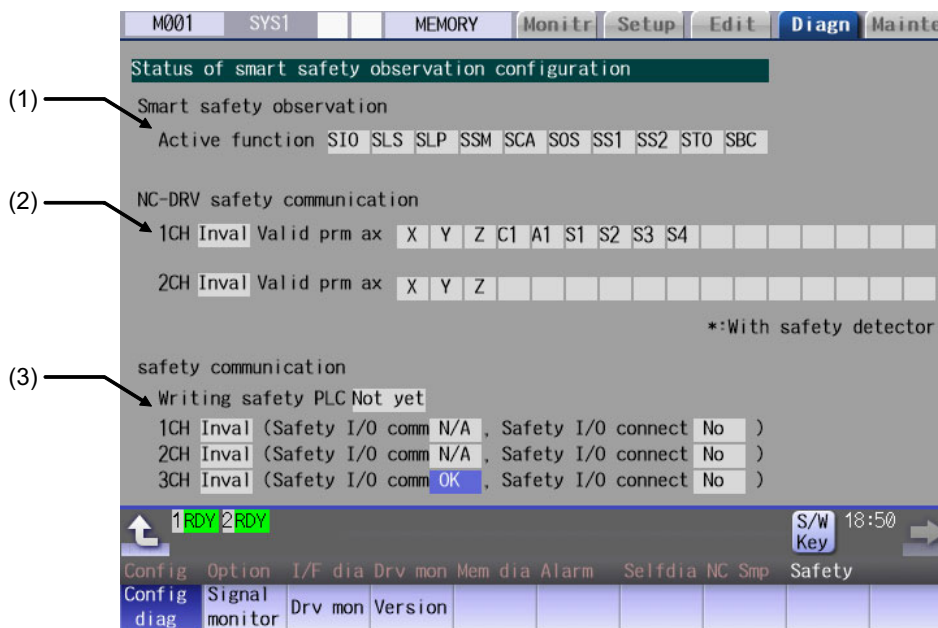 M001 SYS1 MEMORY Monitr Setup Edit Diagn Mainte
Status of smart safety observation configuration
(1)
Smart safety observation
Active function SIO SLS SLP SSM SCA SOS SS1 SS2 STO SBC
(2)
NC-DRV safety communication
1CH Inval Valid prm ax X Y Z C1 A1 S1 S2 S3 S4
2CH Inval Valid prm ax X Y Z
*:With safety detector
(3)
safety communication
Writing safety PLC Not yet
1CH Inval (Safety I/O comm N/A , Safety I/O connect No )
2CH Inval (Safety I/O comm N/A , Safety I/O connect No )
3CH Inval (Safety I/O comm OK , Safety I/O connect No )
1 RDY 2 RDY S/W Key 18:50
Config Option I/F dia Drv mon Mem dia Alarm Selfdia NC Smp Safety
Config diag Signal monitor Drv mon Version